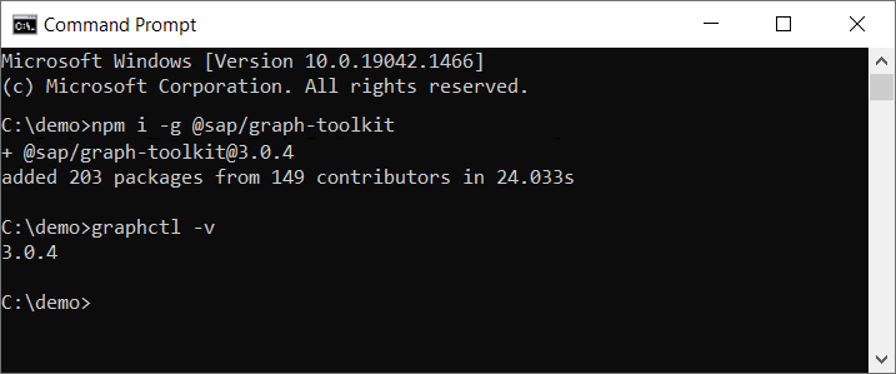 Command Prompt
Microsoft Windows [Version 10.0.19042.1466]
(c) Microsoft Corporation. All rights reserved.
C:\demo>npm i -g @sap/graph-toolkit
+ @sap/graph-toolkit@3.0.4
added 203 packages from 149 contributors in 24.033s
C:\demo>graphctl -v
3.0.4
C:\demo>